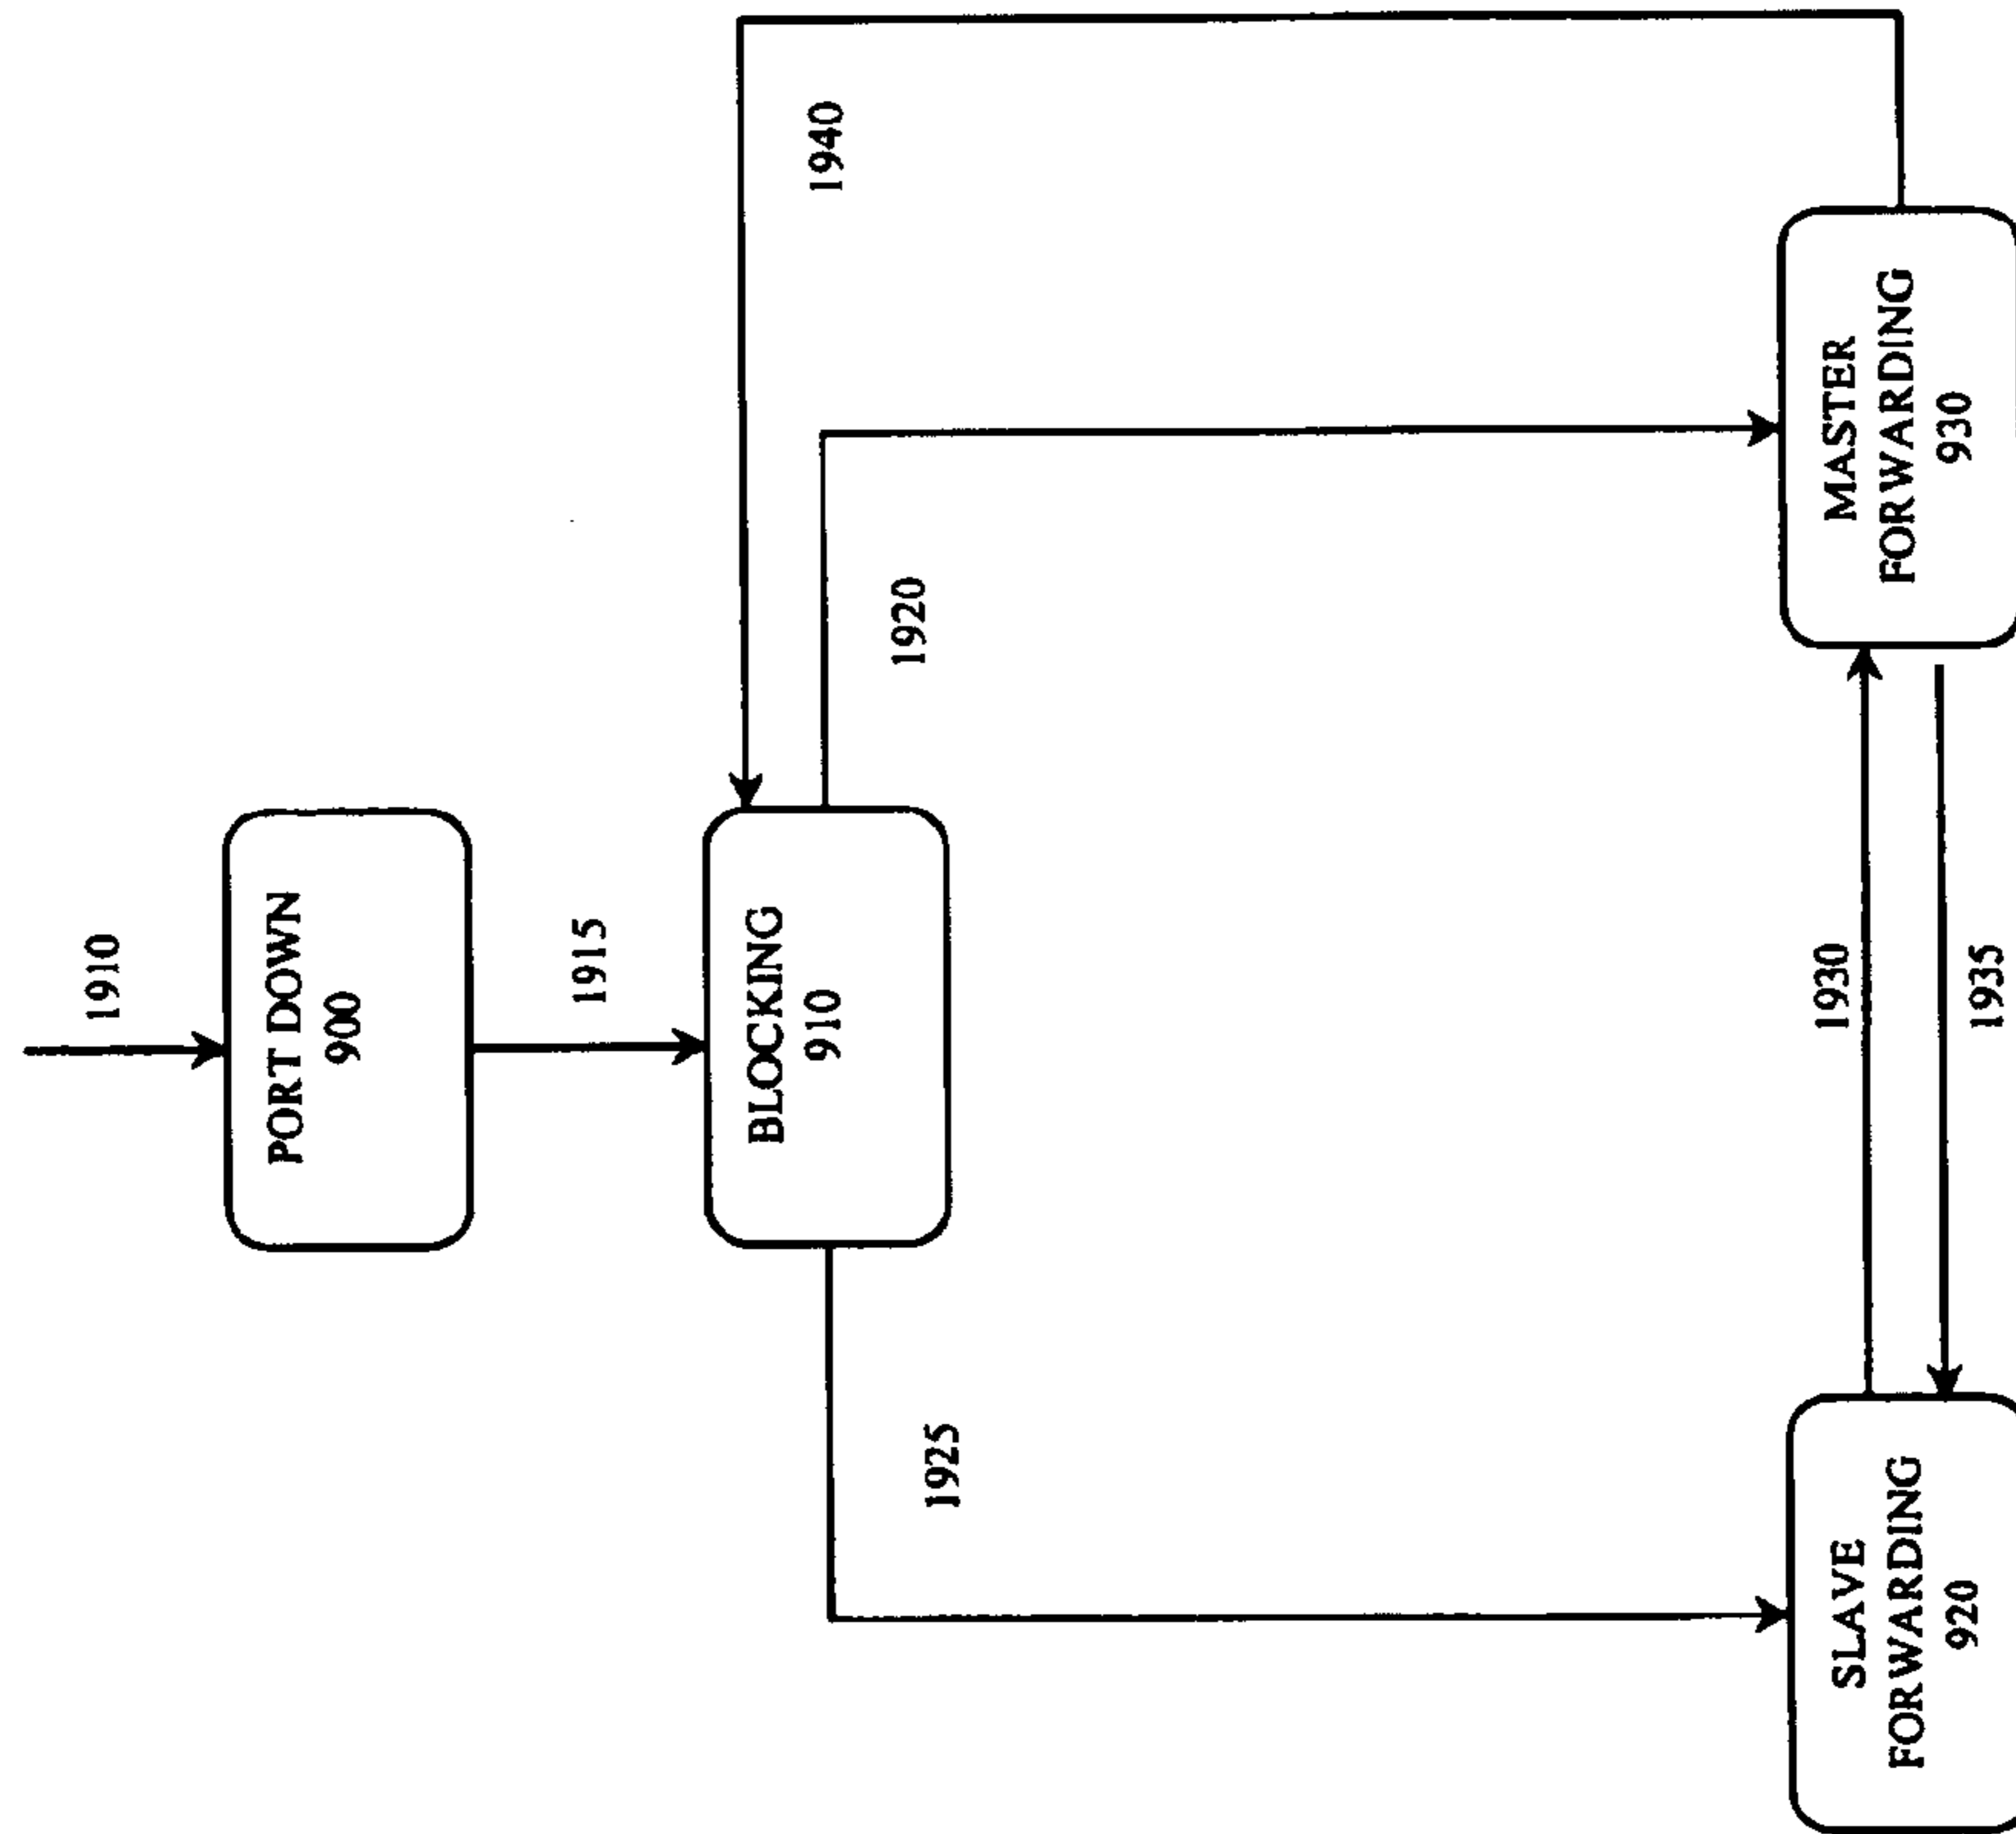 1910
PORT DOWN
900
1915
BLOCKING
910
1940
1920
1925
1930
1935
SLAVE
FORWARDING
920
MASTER
FORWARDING
930